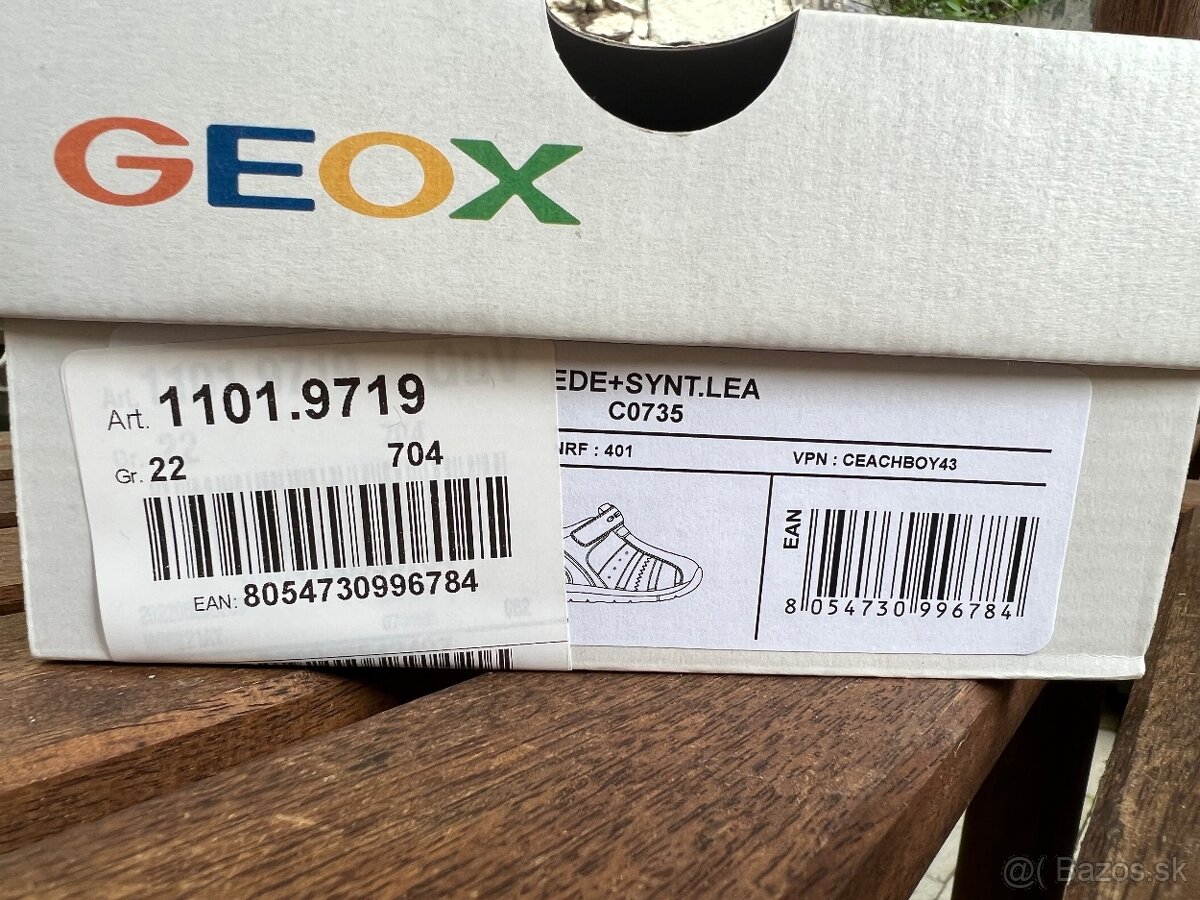 GEOX
Art. 1101.9719
Gr. 22 704
EAN: 8054730996784
EDE+SYNT.LEA
C0735
NRF : 401
VPN : CEACHBOY43
EAN
8 054730 996784
@( Bazos.sk